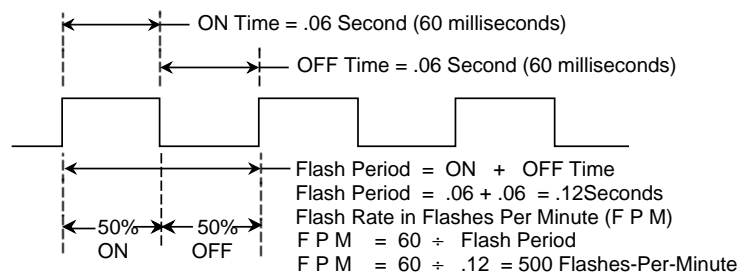 ON Time = .06 Second (60 milliseconds)
OFF Time = .06 Second (60 milliseconds)
Flash Period = ON + OFF Time
Flash Period = .06 + .06 = .12Seconds
Flash Rate in Flashes Per Minute (F P M)
50% 50%
ON OFF
F P M = 60 ÷ Flash Period
F P M = 60 ÷ .12 = 500 Flashes-Per-Minute